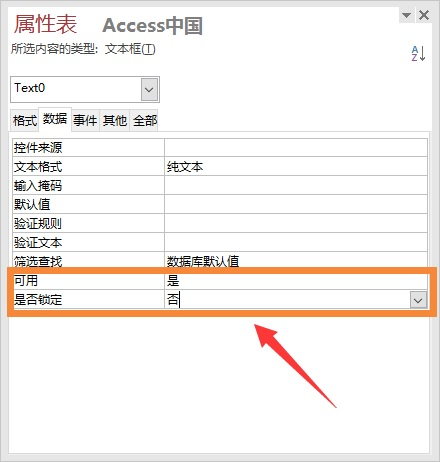 属性表 Access中国
所选内容的类型: 文本框(T)
Text0
格式 数据 事件 其他 全部
控件来源
文本格式 纯文本
输入掩码
默认值
验证规则
验证文本
筛选查找 数据库默认值
可用 是
是否锁定 否